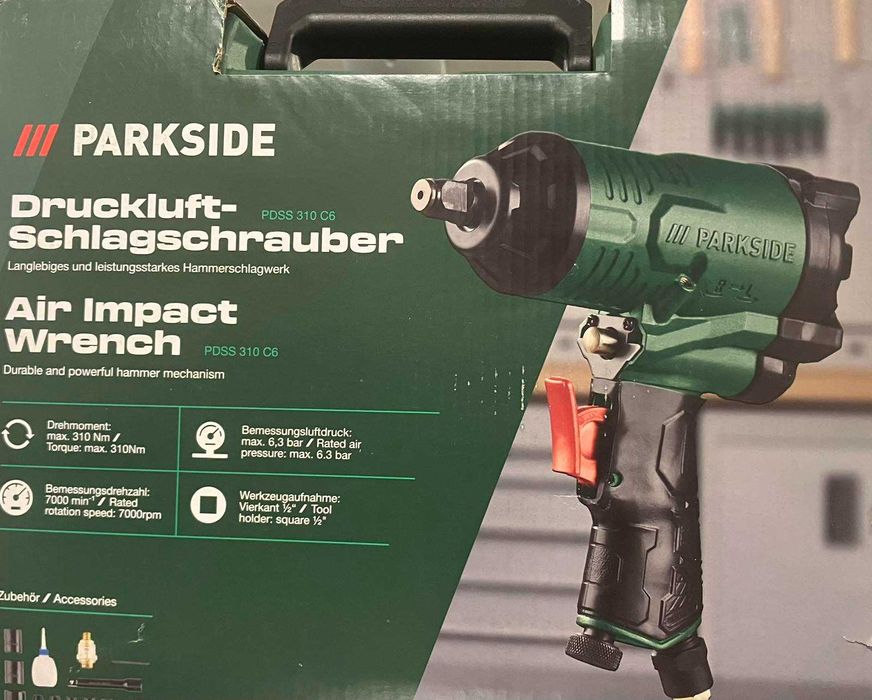 PARKSIDE
Druckluft-
PDSS 310 C6
Schlagschrauber
Langlebiges und leistungsstarkes Hammerschlagwerk
Air Impact
Wrench
PDSS 310 C6
Durable and powerful hammer mechanism
Drehmoment:
max. 310 Nm /
Torque: max. 310Nm
Bemessungsluftdruck:
max. 6,3 bar / Rated air
pressure: max. 6.3 bar
Bemessungsdrehzahl:
7000 min⁻¹ / Rated
rotation speed: 7000rpm
Werkzeugaufnahme:
Vierkant ½" / Tool
holder: square ½"
Zubehör / Accessories
PARKSIDE